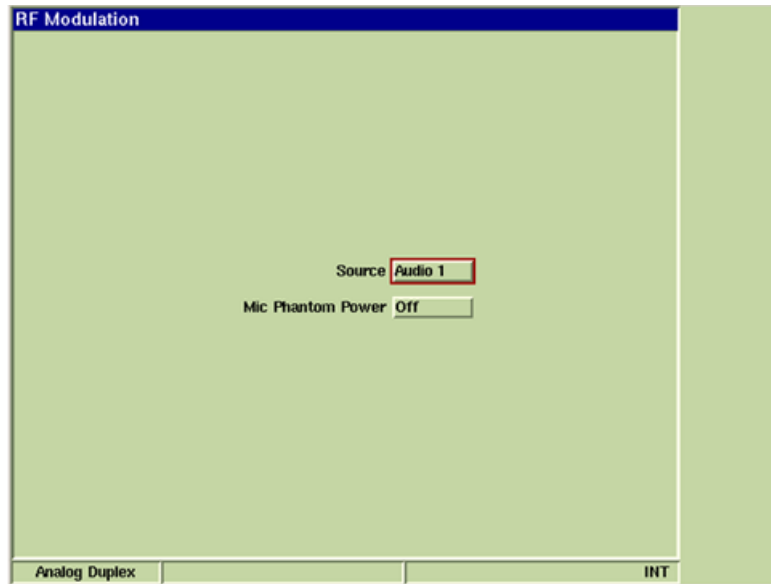 RF Modulation
Source Audio 1
Mic Phantom Power Off
Analog Duplex INT